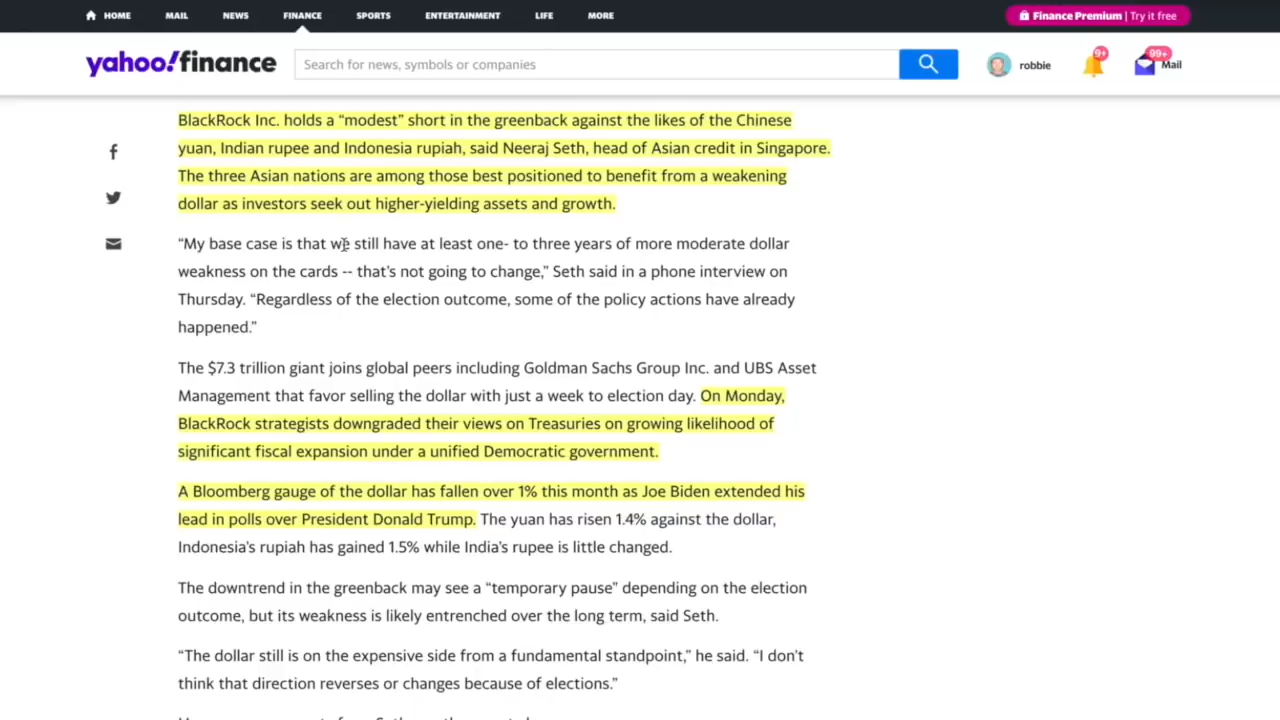 HOME MAIL NEWS FINANCE SPORTS ENTERTAINMENT LIFE MORE Finance Premium | Try it free
yahoo!finance Search for news, symbols or companies robbie 9+ 99+ Mail
BlackRock Inc. holds a “modest” short in the greenback against the likes of the Chinese
yuan, Indian rupee and Indonesia rupiah, said Neeraj Seth, head of Asian credit in Singapore.
The three Asian nations are among those best positioned to benefit from a weakening
dollar as investors seek out higher-yielding assets and growth.
“My base case is that we still have at least one- to three years of more moderate dollar
weakness on the cards -- that’s not going to change,” Seth said in a phone interview on
Thursday. “Regardless of the election outcome, some of the policy actions have already
happened.”
The $7.3 trillion giant joins global peers including Goldman Sachs Group Inc. and UBS Asset
Management that favor selling the dollar with just a week to election day. On Monday,
BlackRock strategists downgraded their views on Treasuries on growing likelihood of
significant fiscal expansion under a unified Democratic government.
A Bloomberg gauge of the dollar has fallen over 1% this month as Joe Biden extended his
lead in polls over President Donald Trump. The yuan has risen 1.4% against the dollar,
Indonesia’s rupiah has gained 1.5% while India’s rupee is little changed.
The downtrend in the greenback may see a “temporary pause” depending on the election
outcome, but its weakness is likely entrenched over the long term, said Seth.
“The dollar still is on the expensive side from a fundamental standpoint,” he said. “I don’t
think that direction reverses or changes because of elections.”